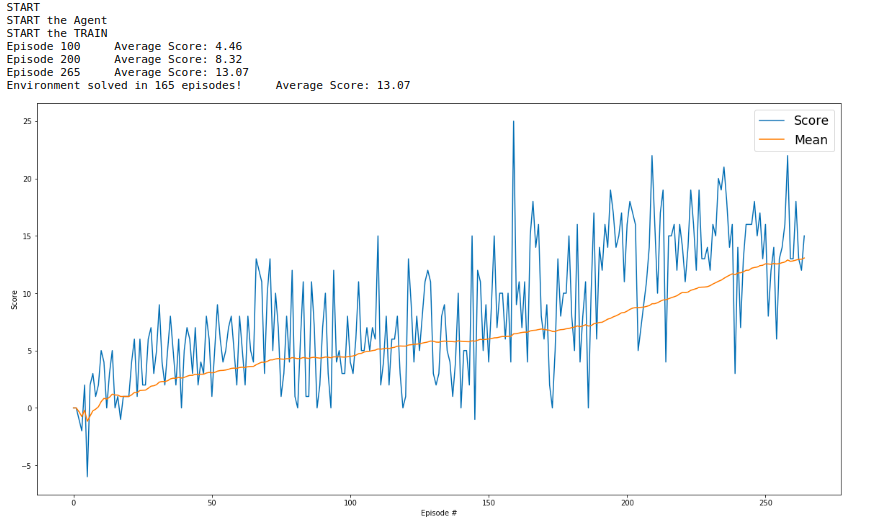 START
START the Agent
START the TRAIN
Episode 100 Average Score: 4.46
Episode 200 Average Score: 8.32
Episode 265 Average Score: 13.07
Environment solved in 165 episodes! Average Score: 13.07
Score
Mean
25
20
15
10
5
0
−5
Score
0
50
100
150
200
250
Episode #